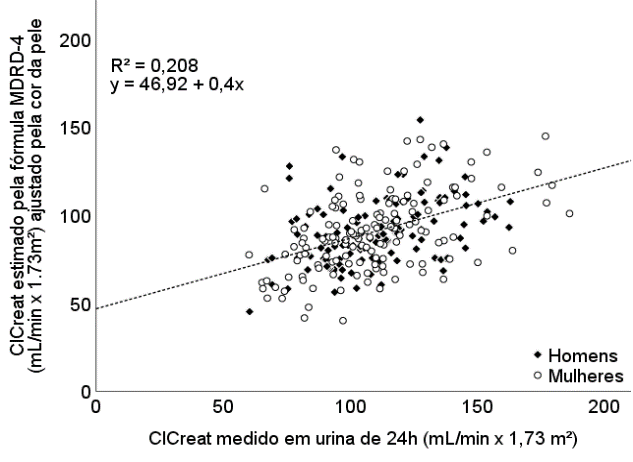 ClCreat estimado pela fórmula MDRD-4
(mL/min x 1.73m²) ajustado pela cor da pele
200
150
100
50
0
R² = 0,208
y = 46,92 + 0,4x
Homens
Mulheres
0 50 100 150 200
ClCreat medido em urina de 24h (mL/min x 1,73 m²)